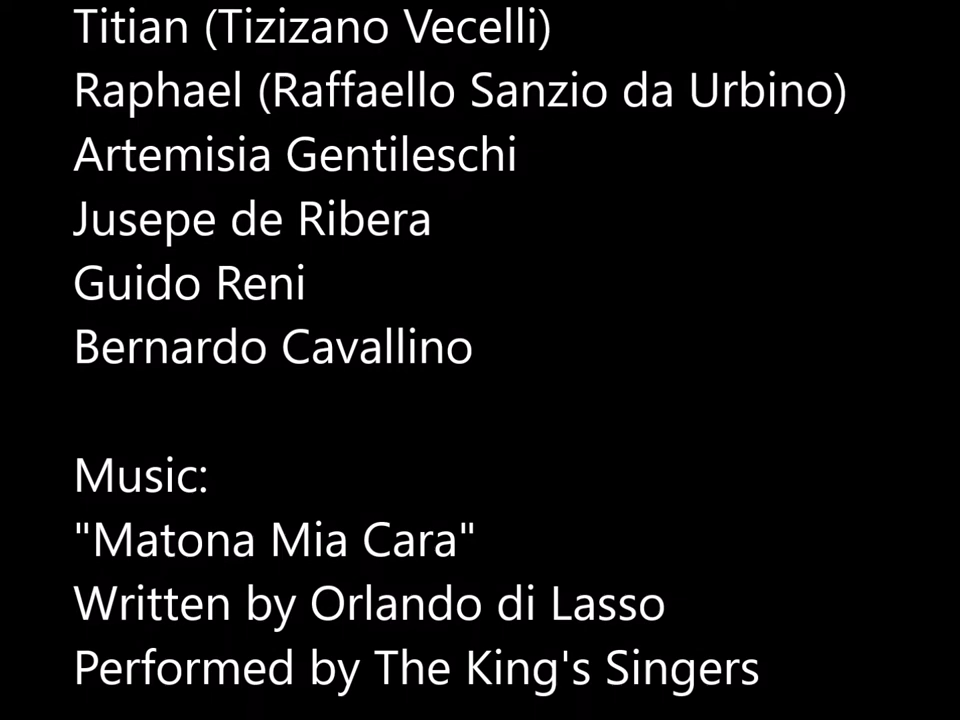 Titian (Tizizano Vecelli)
Raphael (Raffaello Sanzio da Urbino)
Artemisia Gentileschi
Jusepe de Ribera
Guido Reni
Bernardo Cavallino
Music:
"Matona Mia Cara"
Written by Orlando di Lasso
Performed by The King's Singers